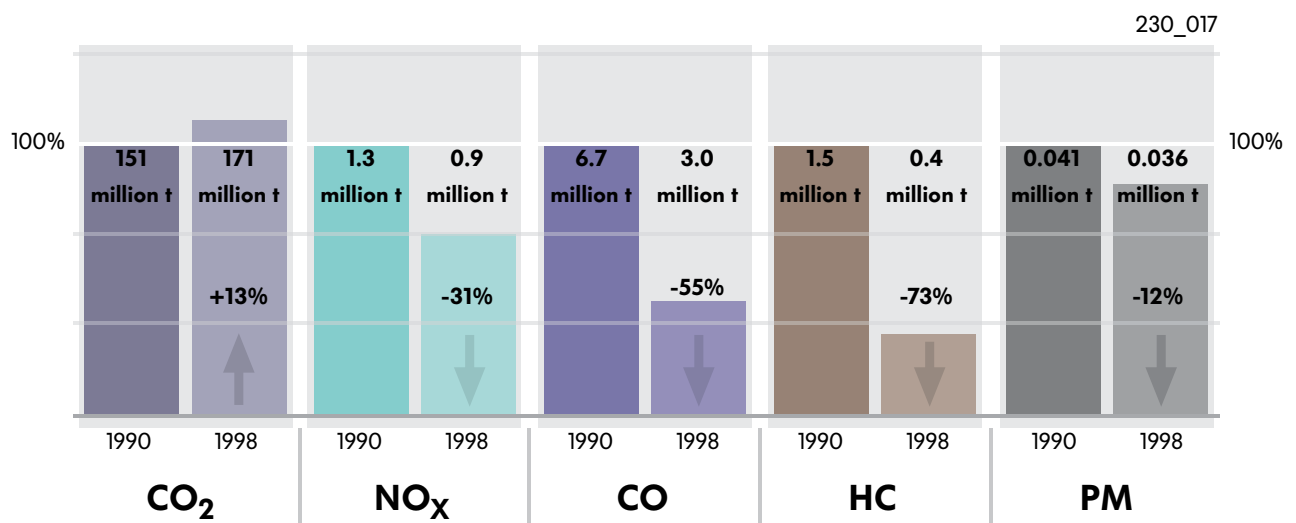 230_017
100%
100%
151
million t
171
million t
1.3
million t
0.9
million t
6.7
million t
3.0
million t
1.5
million t
0.4
million t
0.041
million t
0.036
million t
+13%
-31%
-55%
-73%
-12%
1990
1998
1990
1998
1990
1998
1990
1998
1990
1998
CO2
NOX
CO
HC
PM